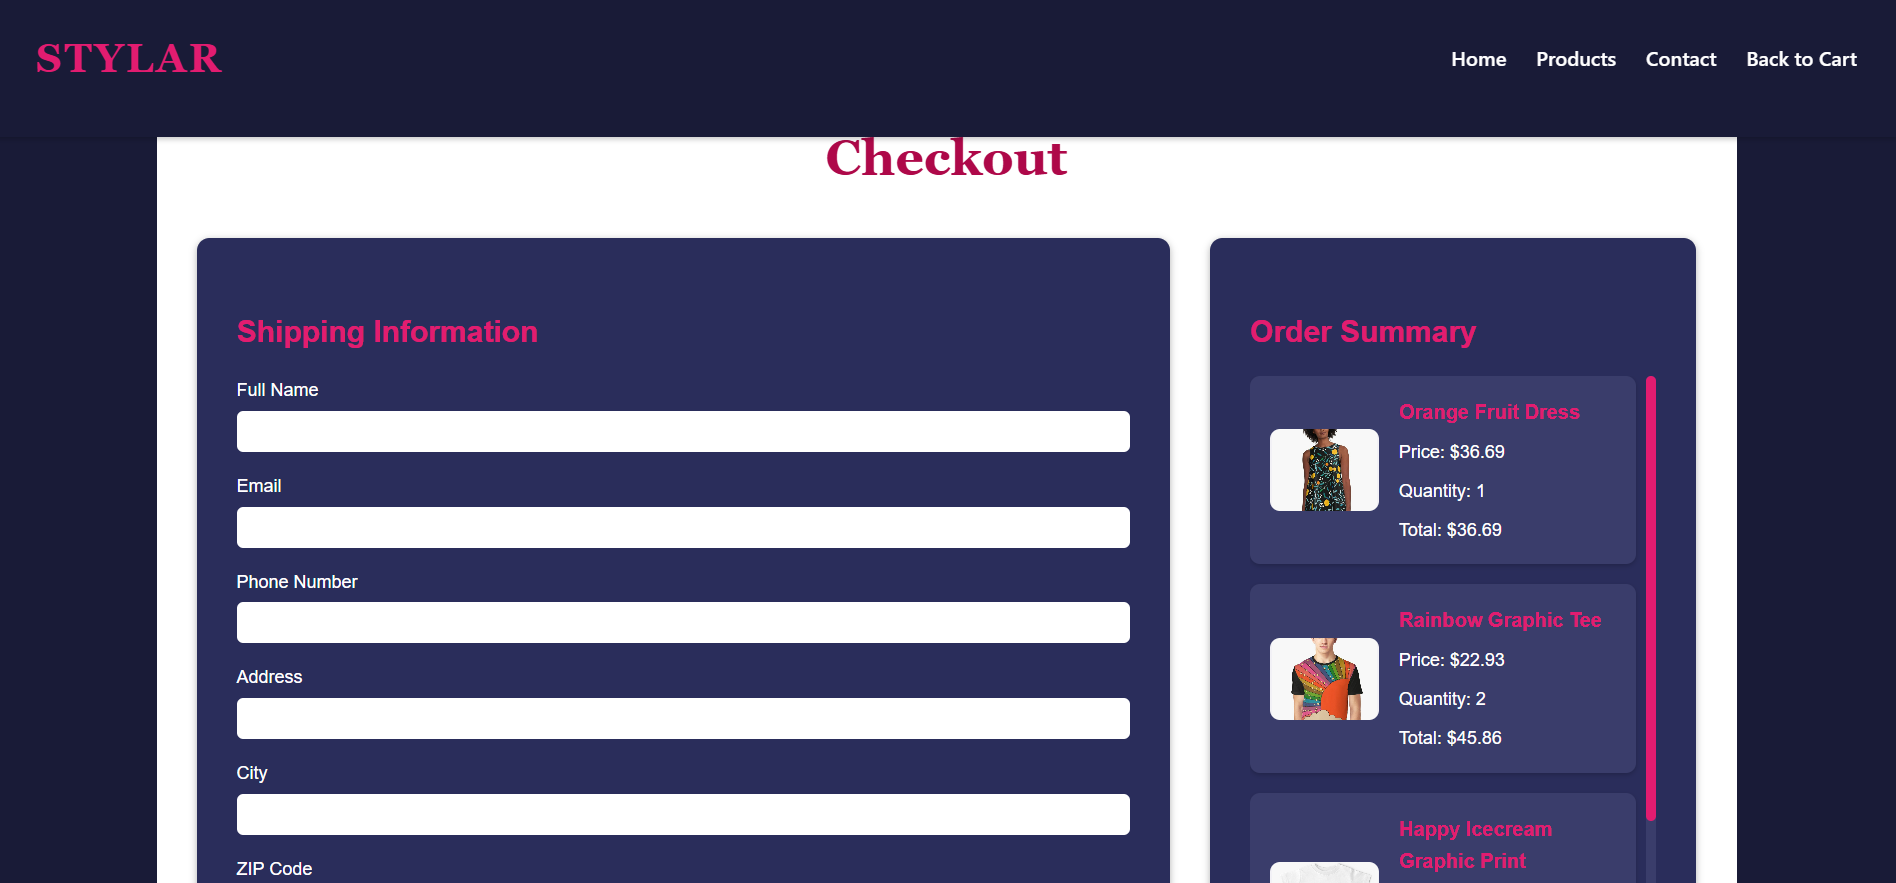 STYLAR
Home Products Contact Back to Cart
Checkout
Shipping Information
Full Name
Email
Phone Number
Address
City
ZIP Code
Order Summary
Orange Fruit Dress
Price: $36.69
Quantity: 1
Total: $36.69
Rainbow Graphic Tee
Price: $22.93
Quantity: 2
Total: $45.86
Happy Icecream
Graphic Print